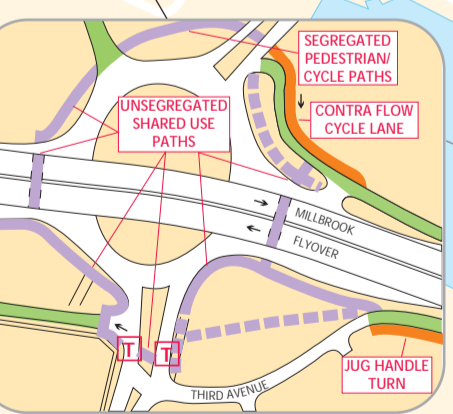 SEGREGATED
PEDESTRIAN/
CYCLE PATHS
UNSEGREGATED
SHARED USE
PATHS
CONTRA FLOW
CYCLE LANE
MILLBROOK
FLYOVER
T
T
JUG HANDLE
TURN
THIRD AVENUE